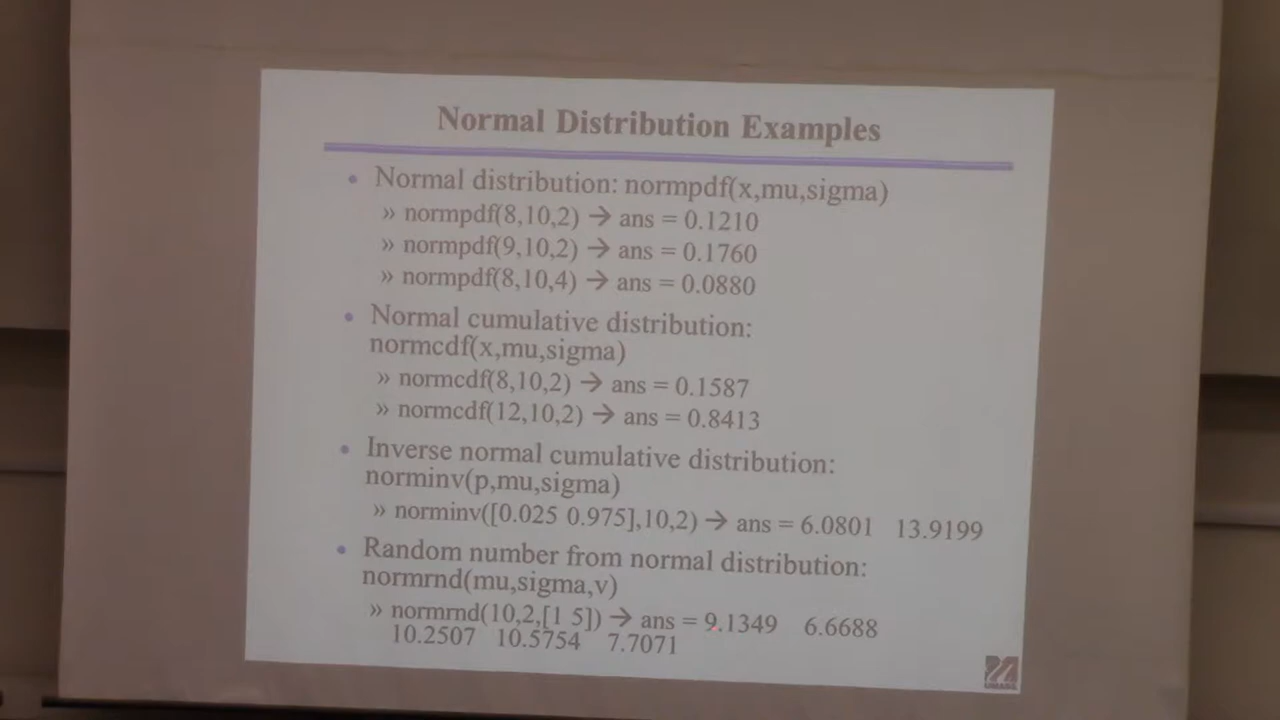 Normal Distribution Examples
• Normal distribution: normpdf(x,mu,sigma)
» normpdf(8,10,2) → ans = 0.1210
» normpdf(9,10,2) → ans = 0.1760
» normpdf(8,10,4) → ans = 0.0880
• Normal cumulative distribution:
normcdf(x,mu,sigma)
» normcdf(8,10,2) → ans = 0.1587
» normcdf(12,10,2) → ans = 0.8413
• Inverse normal cumulative distribution:
norminv(p,mu,sigma)
» norminv([0.025 0.975],10,2) → ans = 6.0801 13.9199
• Random number from normal distribution:
normrnd(mu,sigma,v)
» normrnd(10,2,[1 5]) → ans = 9.1349 6.6688
10.2507 10.5754 7.7071